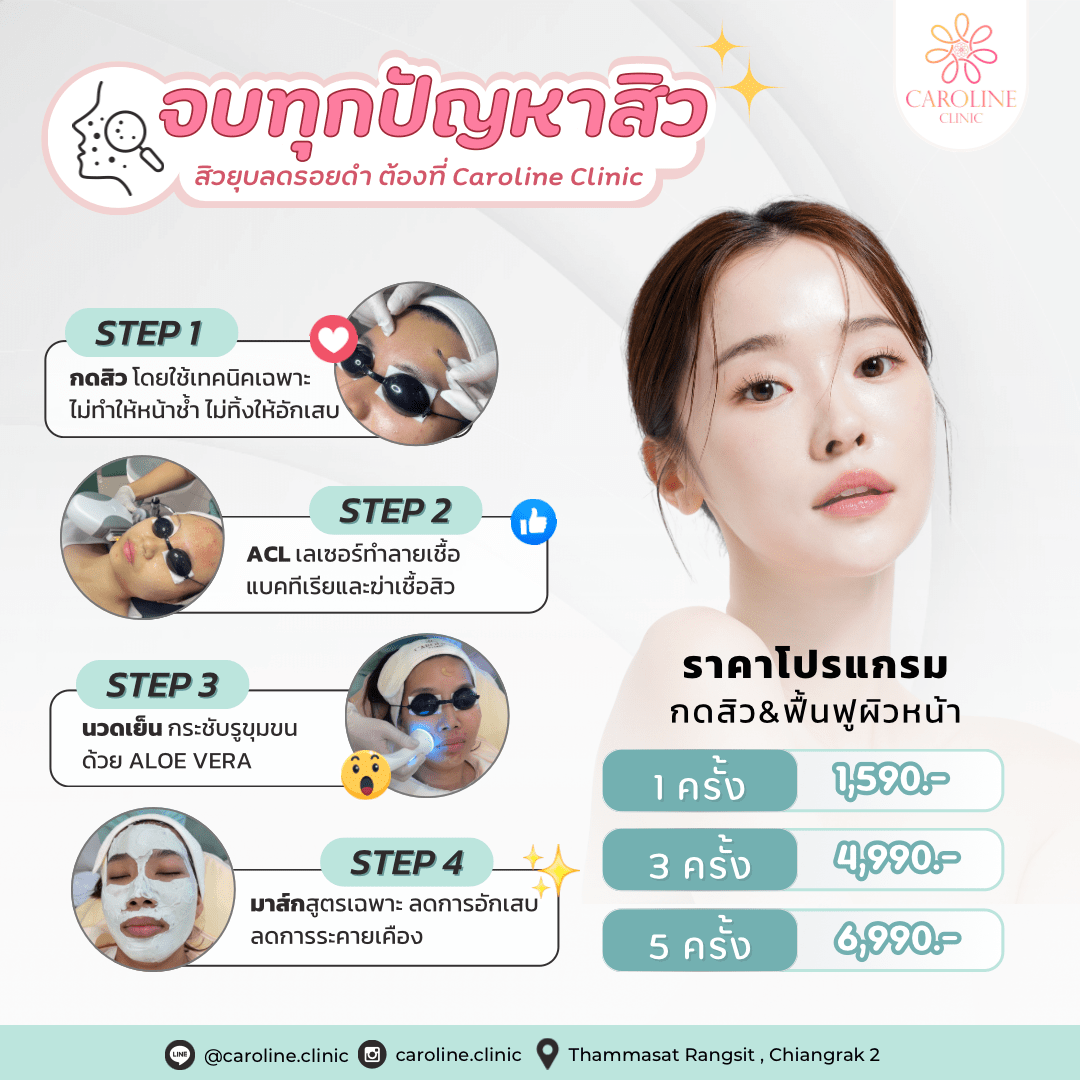 CAROLINE
CLINIC
จบทุกปัญหาสิว
สิวยุบลดรอยดำ ต้องที่ Caroline Clinic
STEP 1
กดสิว โดยใช้เทคนิคเฉพาะ
ไม่ทำให้หน้าช้ำ ไม่ทิ้งให้อักเสบ
STEP 2
ACL เลเซอร์ทำลายเชื้อ
แบคทีเรียและฆ่าเชื้อสิว
STEP 3
นวดเย็น กระชับรูขุมขน
ด้วย ALOE VERA
STEP 4
มาส์กสูตรเฉพาะ ลดการอักเสบ
ลดการระคายเคือง
ราคาโปรแกรม
กดสิว&ฟื้นฟูผิวหน้า
1 ครั้ง 1,590.-
3 ครั้ง 4,990.-
5 ครั้ง 6,990.-
LINE @caroline.clinic caroline.clinic Thammasat Rangsit , Chiangrak 2